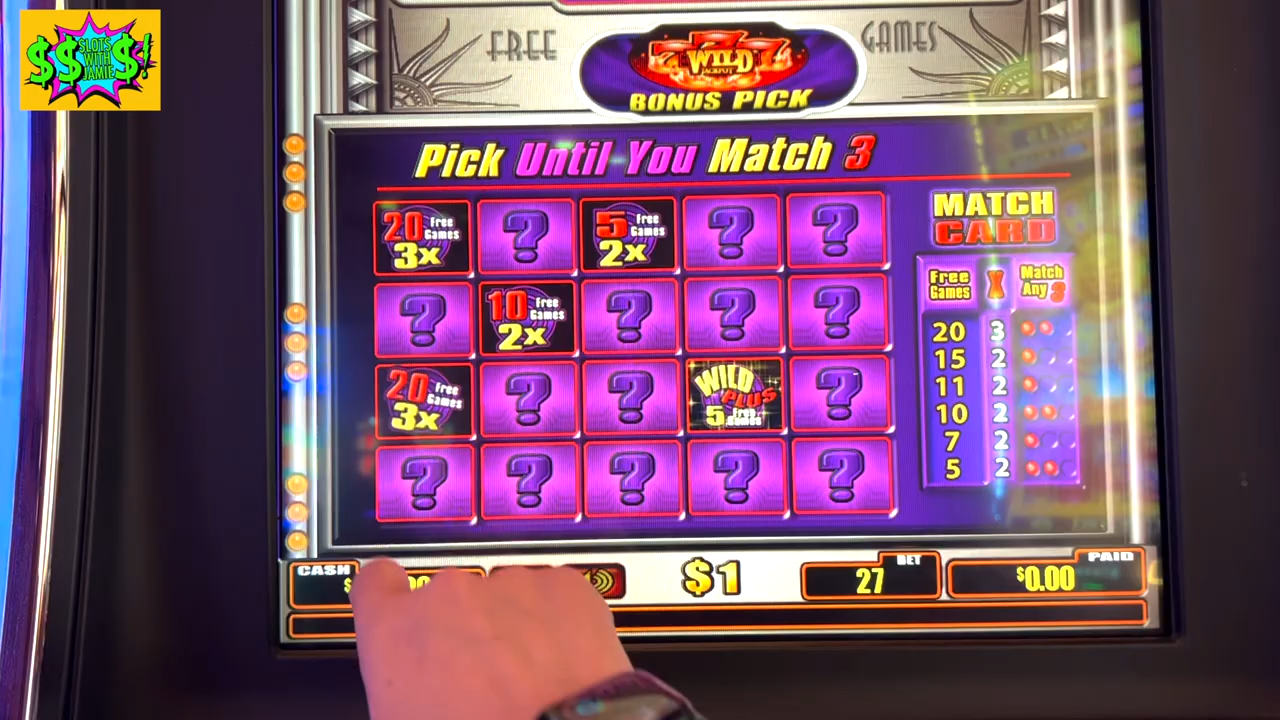 $$ SLOTS WITH JAMIE $!
FREE
GAMES
777
WILD
JACKPOT
BONUS PICK
Pick Until You Match 3
20 Free Games 3x
?
5 Free Games 2x
?
?
?
10 Free Games 2x
?
?
?
20 Free Games 3x
?
?
WILD PLUS 5 Free Games
?
?
?
?
?
?
MATCH
CARD
Free Games X Match Any 3
20 3
15 2
11 2
10 2
7 2
5 2
CASH
$
$1
BET
27
PAID
$0.00